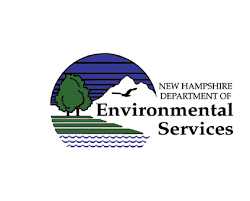 NEW HAMPSHIRE
DEPARTMENT OF
Environmental
Services